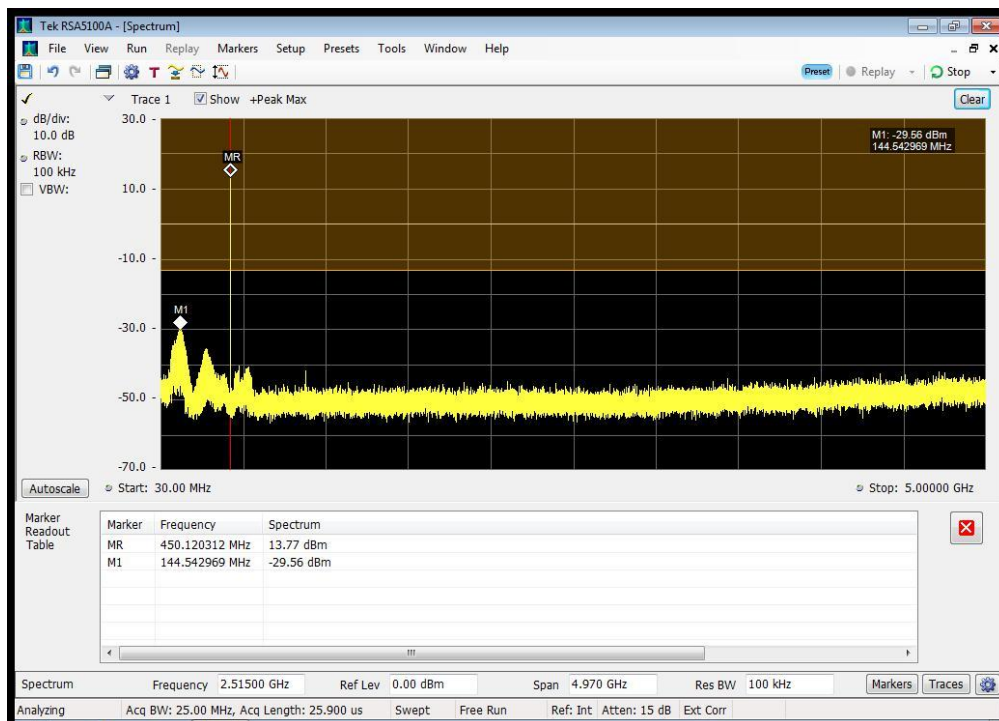 Tek RSA5100A - [Spectrum]
File View Run Replay Markers Setup Presets Tools Window Help
T Preset Replay Stop
Trace 1 Show +Peak Max Clear
dB/div:
10.0 dB
RBW:
100 kHz
VBW:
30.0
10.0
-10.0
-30.0
-50.0
-70.0
MR
M1
M1: -29.56 dBm
144.542969 MHz
Autoscale Start: 30.00 MHz Stop: 5.00000 GHz
Marker
Readout
Table
Marker Frequency Spectrum
MR 450.120312 MHz 13.77 dBm
M1 144.542969 MHz -29.56 dBm
Spectrum Frequency 2.51500 GHz Ref Lev 0.00 dBm Span 4.970 GHz Res BW 100 kHz Markers Traces
Analyzing Acq BW: 25.00 MHz, Acq Length: 25.900 us Swept Free Run Ref: Int Atten: 15 dB Ext Corr